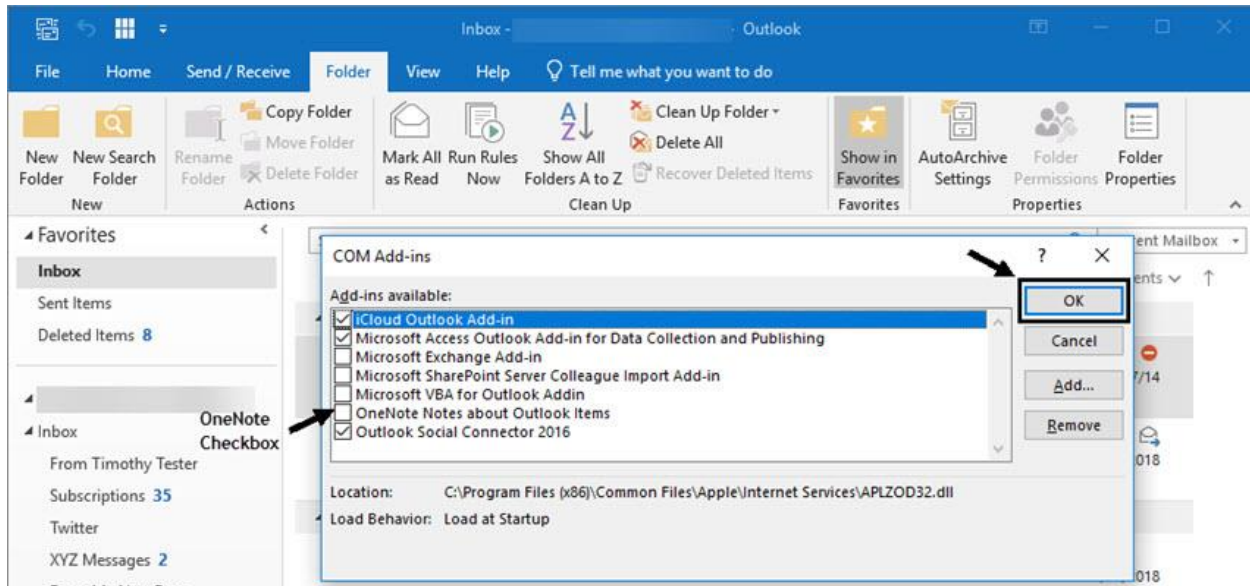 Inbox - - Outlook
File Home Send / Receive Folder View Help Tell me what you want to do
New Folder
New Search Folder
New
Rename Folder
Copy Folder
Move Folder
Delete Folder
Actions
Mark All as Read
Run Rules Now
Show All Folders A to Z
Clean Up Folder
Delete All
Recover Deleted Items
Clean Up
Show in Favorites
Favorites
AutoArchive Settings
Folder Permissions
Folder Properties
Properties
Favorites
Inbox
Sent Items
Deleted Items 8
Inbox
From Timothy Tester
Subscriptions 35
Twitter
XYZ Messages 2
OneNote
Checkbox
COM Add-ins ?
Add-ins available:
iCloud Outlook Add-in
Microsoft Access Outlook Add-in for Data Collection and Publishing
Microsoft Exchange Add-in
Microsoft SharePoint Server Colleague Import Add-in
Microsoft VBA for Outlook Addin
OneNote Notes about Outlook Items
Outlook Social Connector 2016
OK
Cancel
Add...
Remove
Location: C:\Program Files (x86)\Common Files\Apple\Internet Services\APLZOD32.dll
Load Behavior: Load at Startup
Mailbox
7/14
018
018